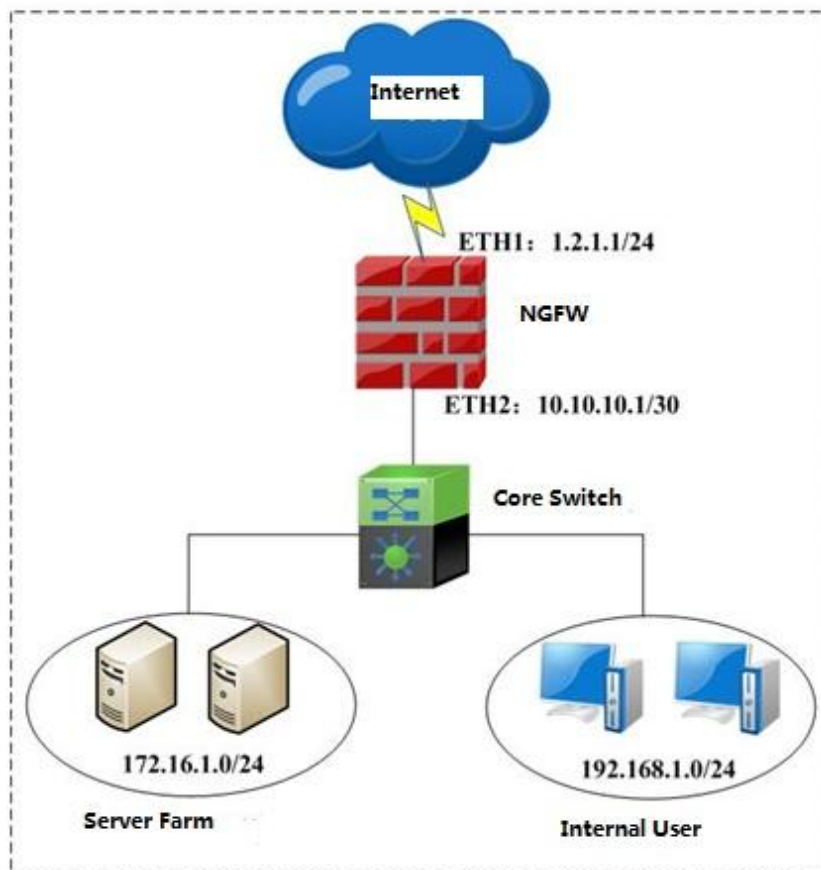 Internet
ETH1：1.2.1.1/24
NGFW
ETH2：10.10.10.1/30
Core Switch
172.16.1.0/24
192.168.1.0/24
Server Farm
Internal User